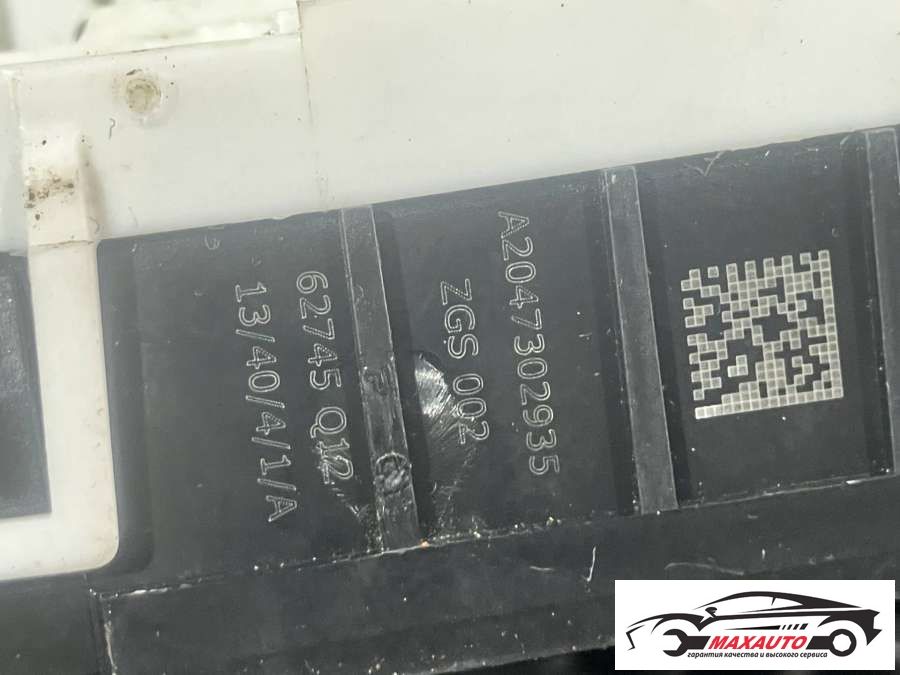 A2047302935
ZGS 002
62745 Q12
13/40/4/1/A
MAXAUTO
гарантия качества и высокого сервиса